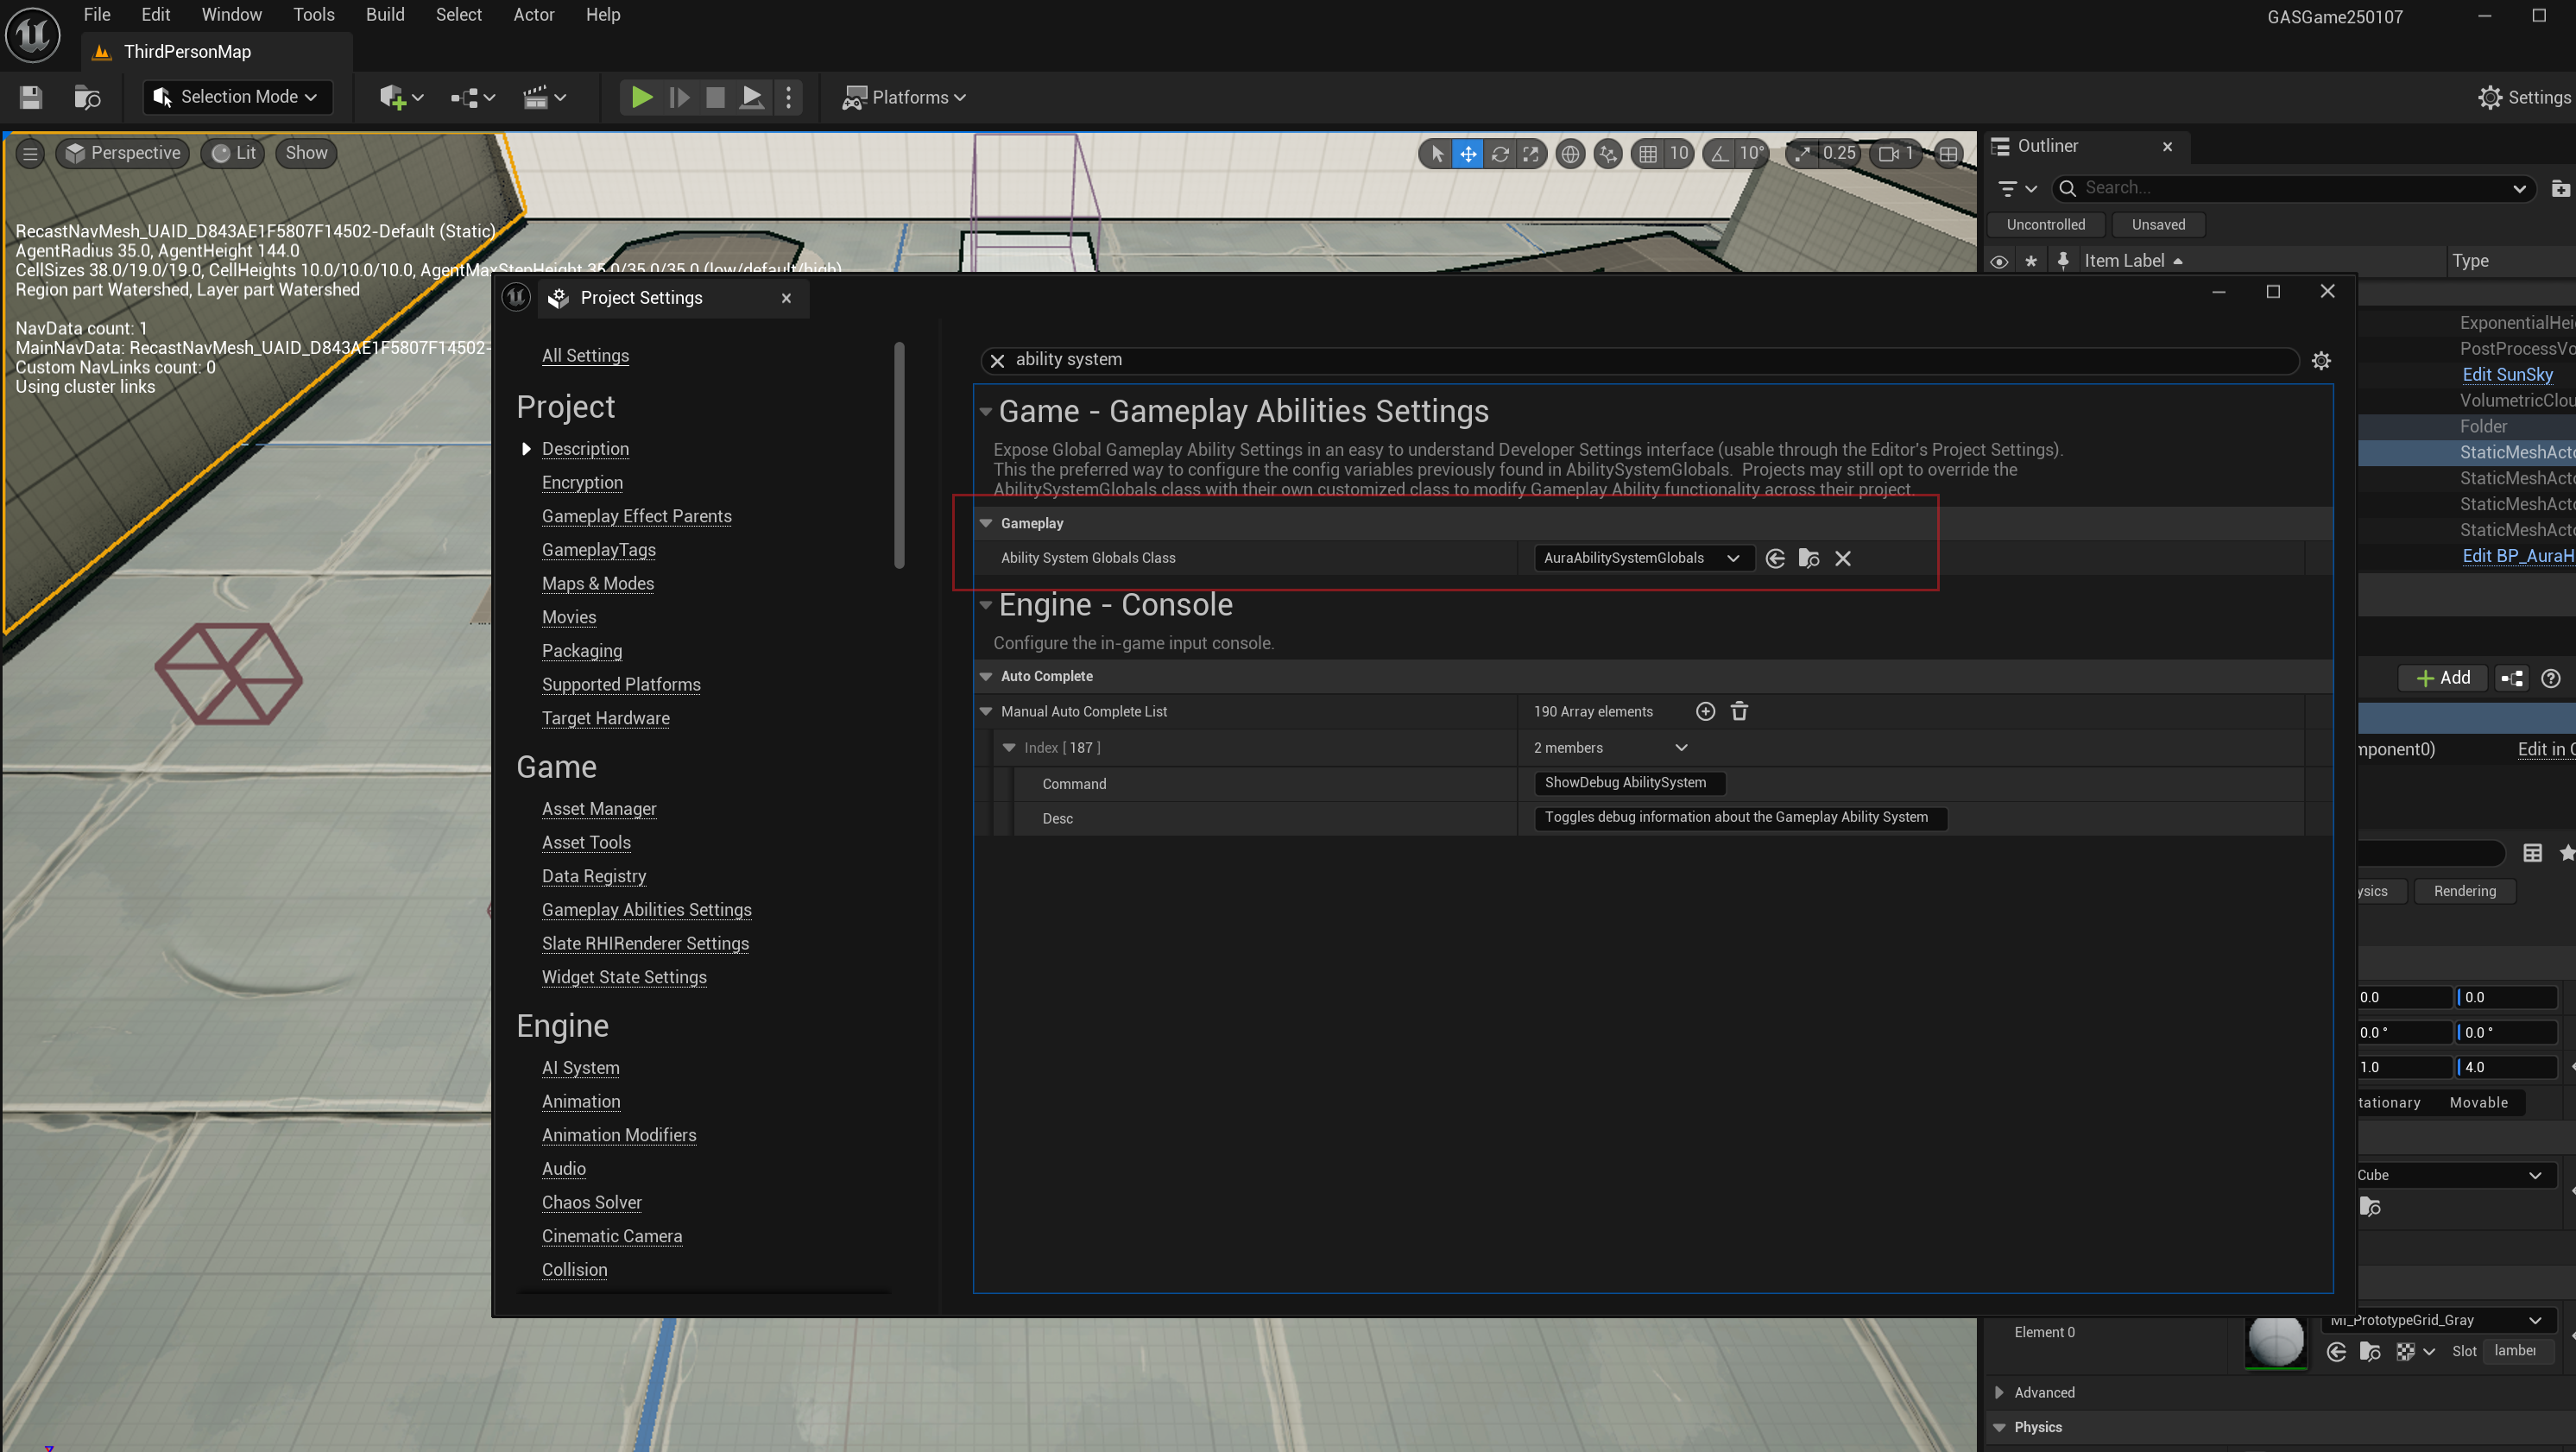 File Edit Window Tools Build Select Actor Help
GASGame250107
ThirdPersonMap
Selection Mode
Platforms
Settings
Perspective Lit Show
10 10° 0.25 1
Outliner
Search...
Uncontrolled Unsaved
Item Label Type
RecastNavMesh_UAID_D843AE1F5807F14502-Default (Static)
AgentRadius 35.0, AgentHeight 144.0
CellSizes 38.0/19.0/19.0, CellHeights 10.0/10.0/10.0, AgentMaxStepHeight 35.0/35.0/35.0 (low/default/high)
Region part Watershed, Layer part Watershed
NavData count: 1
MainNavData: RecastNavMesh_UAID_D843AE1F5807F14502-
Custom NavLinks count: 0
Using cluster links
Project Settings
All Settings
Project
Description
Encryption
Gameplay Effect Parents
GameplayTags
Maps & Modes
Movies
Packaging
Supported Platforms
Target Hardware
Game
Asset Manager
Asset Tools
Data Registry
Gameplay Abilities Settings
Slate RHIRenderer Settings
Widget State Settings
Engine
AI System
Animation
Animation Modifiers
Audio
Chaos Solver
Cinematic Camera
Collision
ability system
Game - Gameplay Abilities Settings
Expose Global Gameplay Ability Settings in an easy to understand Developer Settings interface (usable through the Editor's Project Settings).
This the preferred way to configure the config variables previously found in AbilitySystemGlobals. Projects may still opt to override the
AbilitySystemGlobals class with their own customized class to modify Gameplay Ability functionality across their project.
Gameplay
Ability System Globals Class AuraAbilitySystemGlobals
Engine - Console
Configure the in-game input console.
Auto Complete
Manual Auto Complete List 190 Array elements
Index [ 187 ] 2 members
Command ShowDebug AbilitySystem
Desc Toggles debug information about the Gameplay Ability System
ExponentialHei
PostProcessVo
Edit SunSky
VolumetricClou
Folder
StaticMeshActo
StaticMeshActo
StaticMeshActo
StaticMeshActo
Edit BP_AuraH
Add
mponent0) Edit in C
ysics Rendering
0.0 0.0
0.0 ° 0.0 °
1.0 4.0
tationary Movable
Cube
Element 0
MI_PrototypeGrid_Gray
Slot lamber
Advanced
Physics